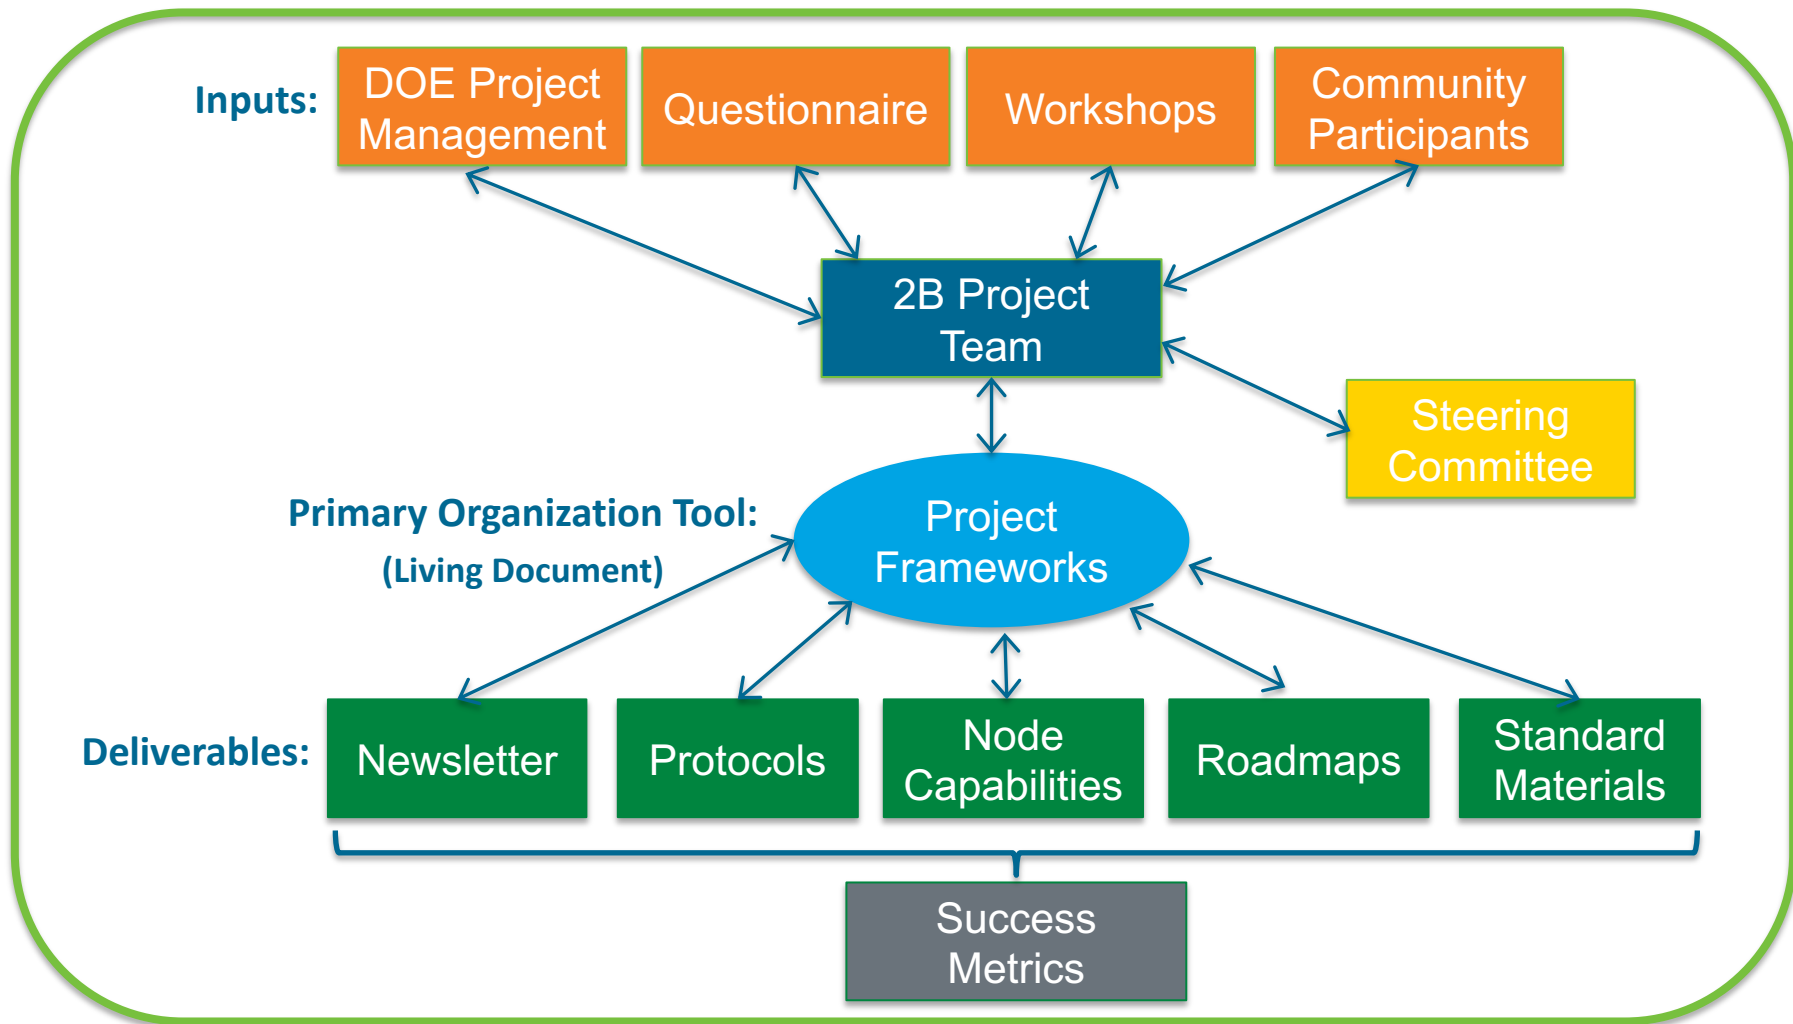 Inputs:
DOE Project
Management
Questionnaire
Workshops
Community
Participants
2B Project
Team
Steering
Committee
Primary Organization Tool:
(Living Document)
Project
Frameworks
Deliverables:
Newsletter
Protocols
Node
Capabilities
Roadmaps
Standard
Materials
Success
Metrics